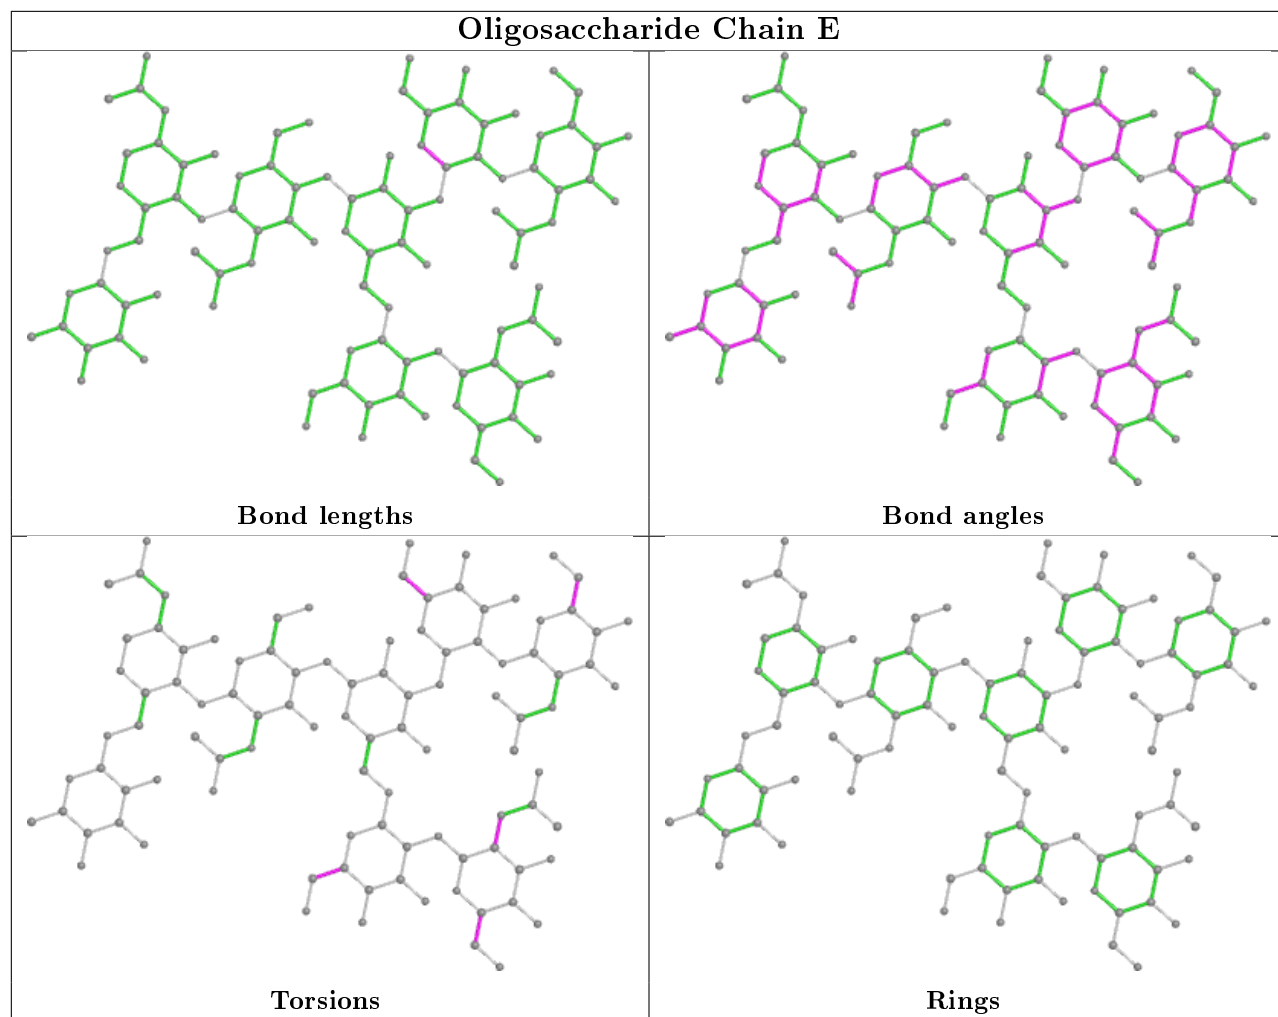 Oligosaccharide Chain E
Bond lengths
Bond angles
Torsions
Rings